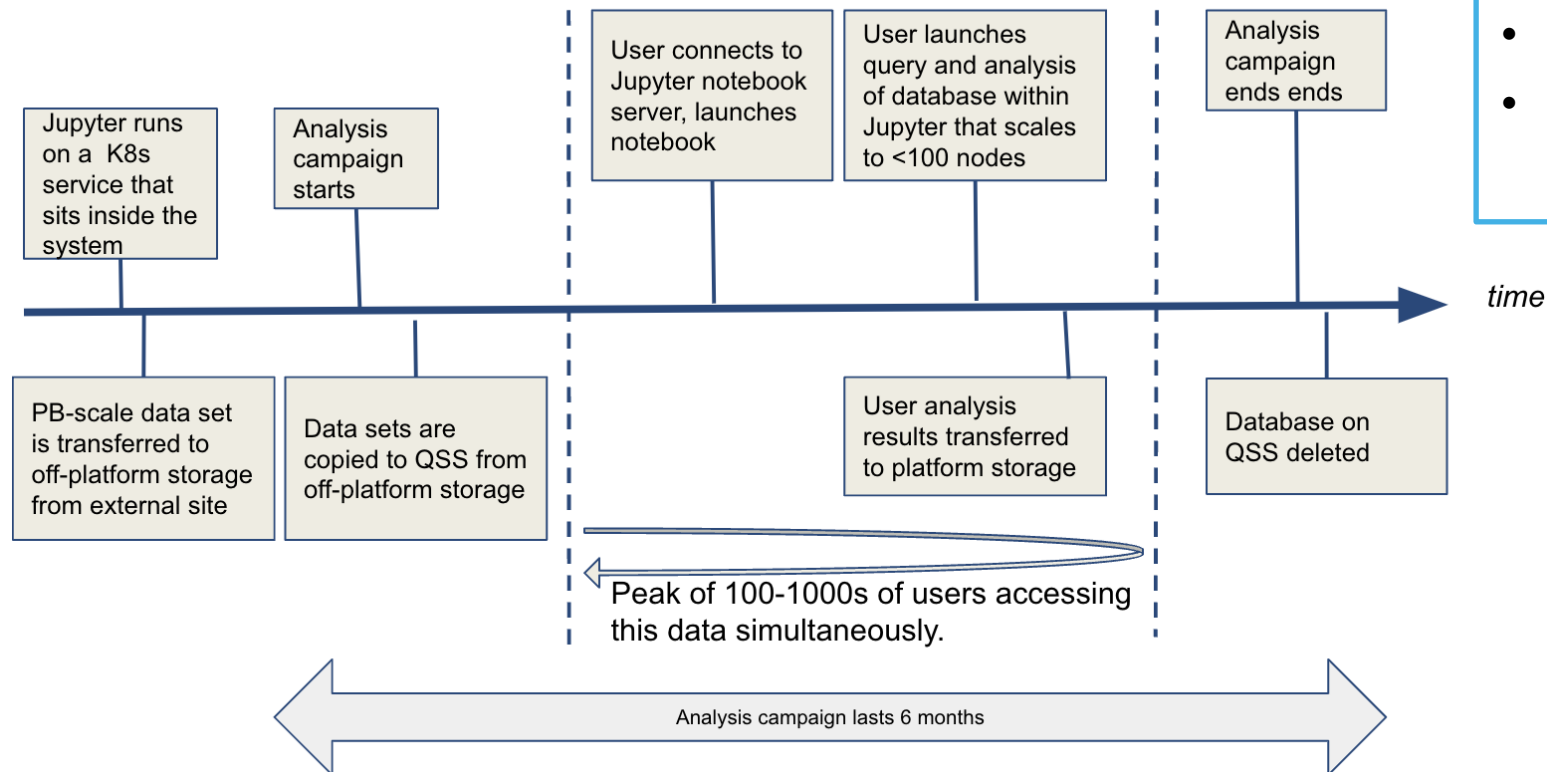 Jupyter runs
on a K8s
service that
sits inside the
system
Analysis
campaign
starts
User connects to
Jupyter notebook
server, launches
notebook
User launches
query and analysis
of database within
Jupyter that scales
to <100 nodes
Analysis
campaign
ends ends
•
•
time
PB-scale data set
is transferred to
off-platform storage
from external site
Data sets are
copied to QSS from
off-platform storage
User analysis
results transferred
to platform storage
Database on
QSS deleted
Peak of 100-1000s of users accessing
this data simultaneously.
Analysis campaign lasts 6 months